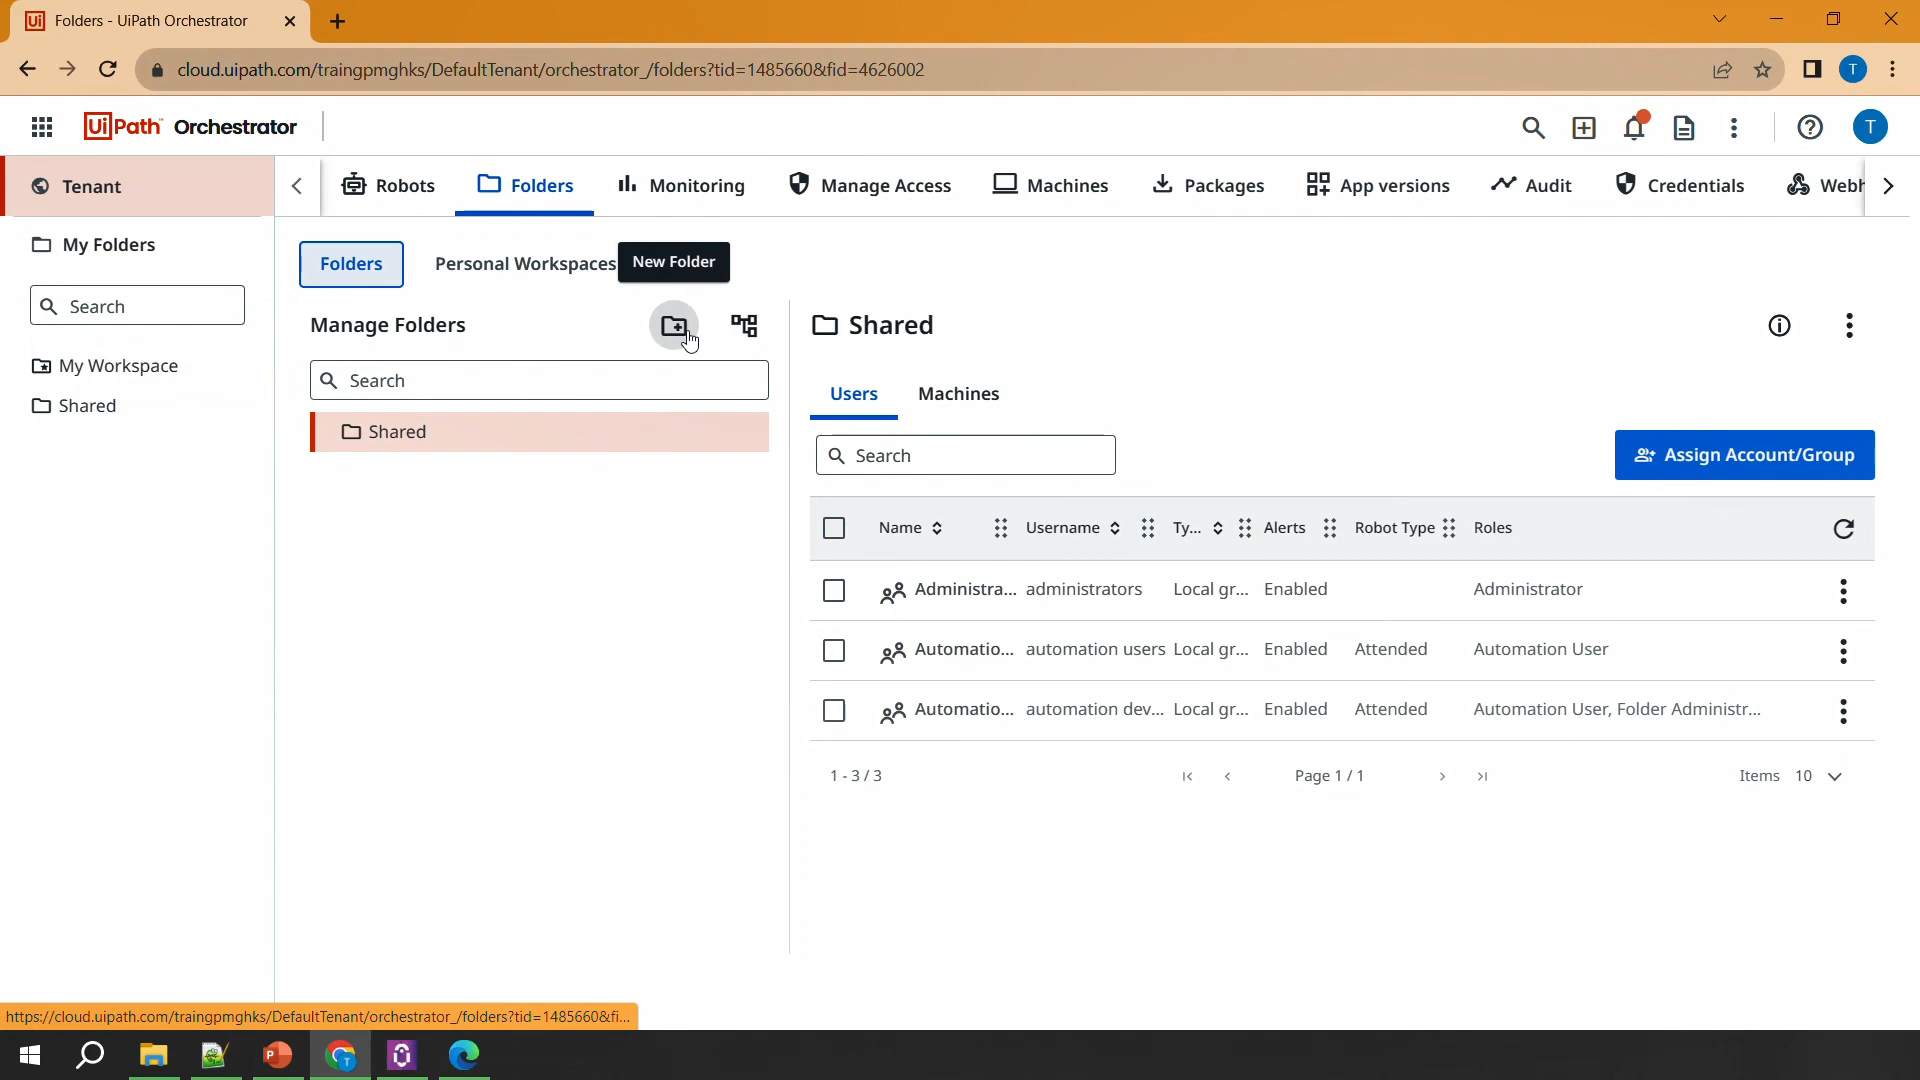 Folders - UiPath Orchestrator
cloud.uipath.com/traingpmghks/DefaultTenant/orchestrator_/folders?tid=1485660&fid=4626002
T
UiPath Orchestrator
T
Tenant
Robots
Folders
Monitoring
Manage Access
Machines
Packages
App versions
Audit
Credentials
Webh
My Folders
Search
My Workspace
Shared
Folders
Personal Workspaces
New Folder
Manage Folders
Search
Shared
Shared
Users
Machines
Search
Assign Account/Group
Name Username Ty... Alerts Robot Type Roles
Administra... administrators Local gr... Enabled Administrator
Automatio... automation users Local gr... Enabled Attended Automation User
Automatio... automation dev... Local gr... Enabled Attended Automation User, Folder Administr...
1 - 3 / 3
Page 1 / 1
Items 10
https://cloud.uipath.com/traingpmghks/DefaultTenant/orchestrator_/folders?tid=1485660&fi...